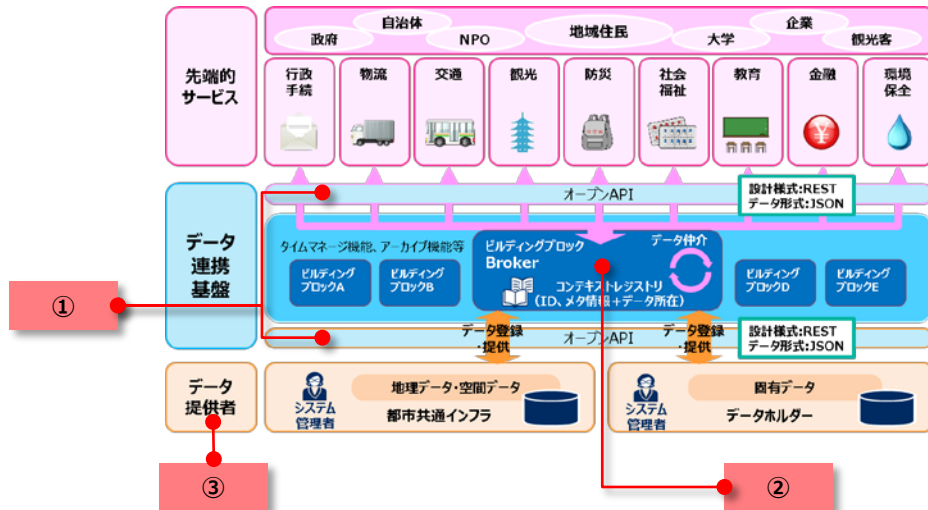 自治体
企業
政府
NPO
地域住民
大学
観光客
先端的
サービス
行政
手続
物流
交通
観光
防災
社会
福祉
教育
金融
環境
保全
オープンAPI
設計様式:REST
データ形式:JSON
データ
連携
基盤
タイムマネージ機能、アーカイブ機能等
ビルディング
ブロックA
ビルディング
ブロックB
ビルディングブロック
Broker
データ仲介
コンテキストレジストリ
(ID、メタ情報+データ所在)
ビルディング
ブロックD
ビルディング
ブロックE
①
データ登録
・提供
データ登録
・提供
オープンAPI
設計様式:REST
データ形式:JSON
データ
提供者
システム
管理者
地理データ・空間データ
都市共通インフラ
システム
管理者
固有データ
データホルダー
③
②